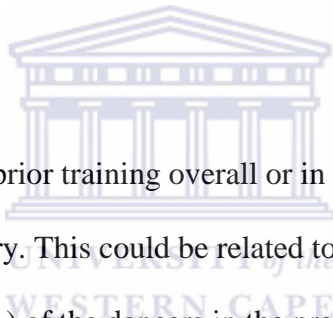 prior training overall or in
ry. This could be related to
UNIVERSITY of the
WESTERN CAPE
) of the dancers in the pre